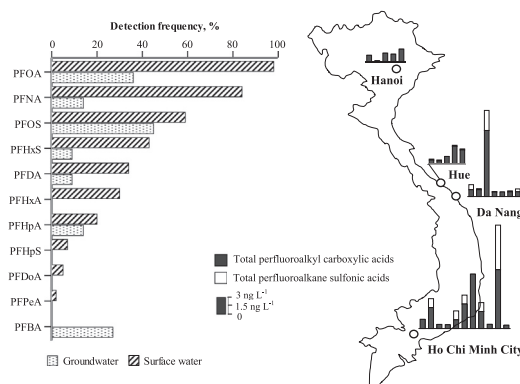 Detection frequency, %
0 20 40 60 80 100
PFOA
PFNA
PFOS
PFHxS
PFDA
PFHxA
PFHpA
PFHpS
PFDoA
PFPeA
PFBA
Groundwater Surface water
Hanoi
Hue
Da Nang
Total perfluoroalkyl carboxylic acids
Total perfluoroalkane sulfonic acids
3 ng L⁻¹
1.5 ng L⁻¹
0
Ho Chi Minh City